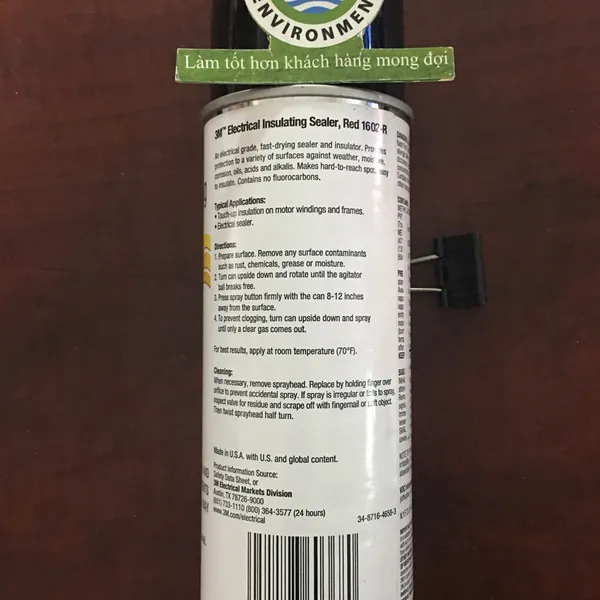 ENVIRONMENT
Làm tốt hơn khách hàng mong đợi
3M™ Electrical Insulating Sealer, Red 1602-R
An electrical grade, fast-drying sealer and insulator. Provides
protection to a variety of surfaces against weather, moisture,
corrosion, oils, acids and alkalis. Makes hard-to-reach spots easy
to insulate. Contains no fluorocarbons.
Typical Applications:
• Touch-up insulation on motor windings and frames.
• Electrical sealer.
Directions:
1. Prepare surface. Remove any surface contaminants
such as rust, chemicals, grease or moisture.
2. Turn can upside down and rotate until the agitator
ball breaks free.
3. Press spray button firmly with the can 8-12 inches
away from the surface.
4. To prevent clogging, turn can upside down and spray
until only a clear gas comes out.
For best results, apply at room temperature (70°F).
Cleaning:
When necessary, remove sprayhead. Replace by holding finger over
orifice to prevent accidental spray. If spray is irregular or fails to spray,
inspect valve for residue and scrape off with fingernail or soft object.
Then twist sprayhead half turn.
Made in U.S.A. with U.S. and global content.
Product Information Source:
Safety Data Sheet, or
3M Electrical Markets Division
Austin, TX 78726-9000
(651) 733-1110 (800) 364-3577 (24 hours)
www.3M.com/electrical
34-8716-4658-3